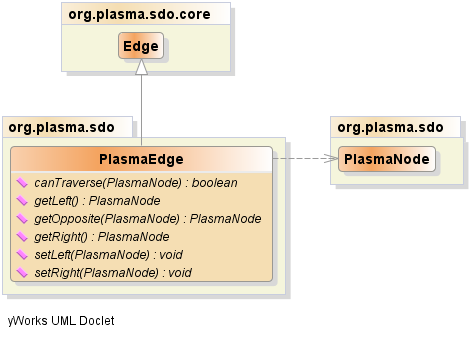 org.plasma.sdo.core
Edge
org.plasma.sdo
PlasmaEdge
canTraverse(PlasmaNode) : boolean
getLeft() : PlasmaNode
getOpposite(PlasmaNode) : PlasmaNode
getRight() : PlasmaNode
setLeft(PlasmaNode) : void
setRight(PlasmaNode) : void
org.plasma.sdo
PlasmaNode
yWorks UML Doclet